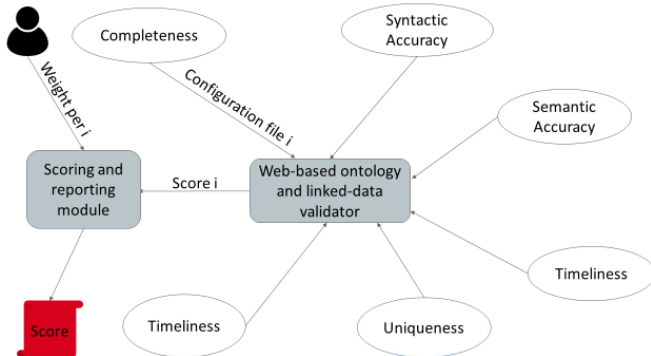 Completeness
Syntactic
Accuracy
Weight per i
Configuration file i
Semantic
Accuracy
Scoring and
reporting
module
Score i
Web-based ontology
and linked-data
validator
Timeliness
Score
Timeliness
Uniqueness